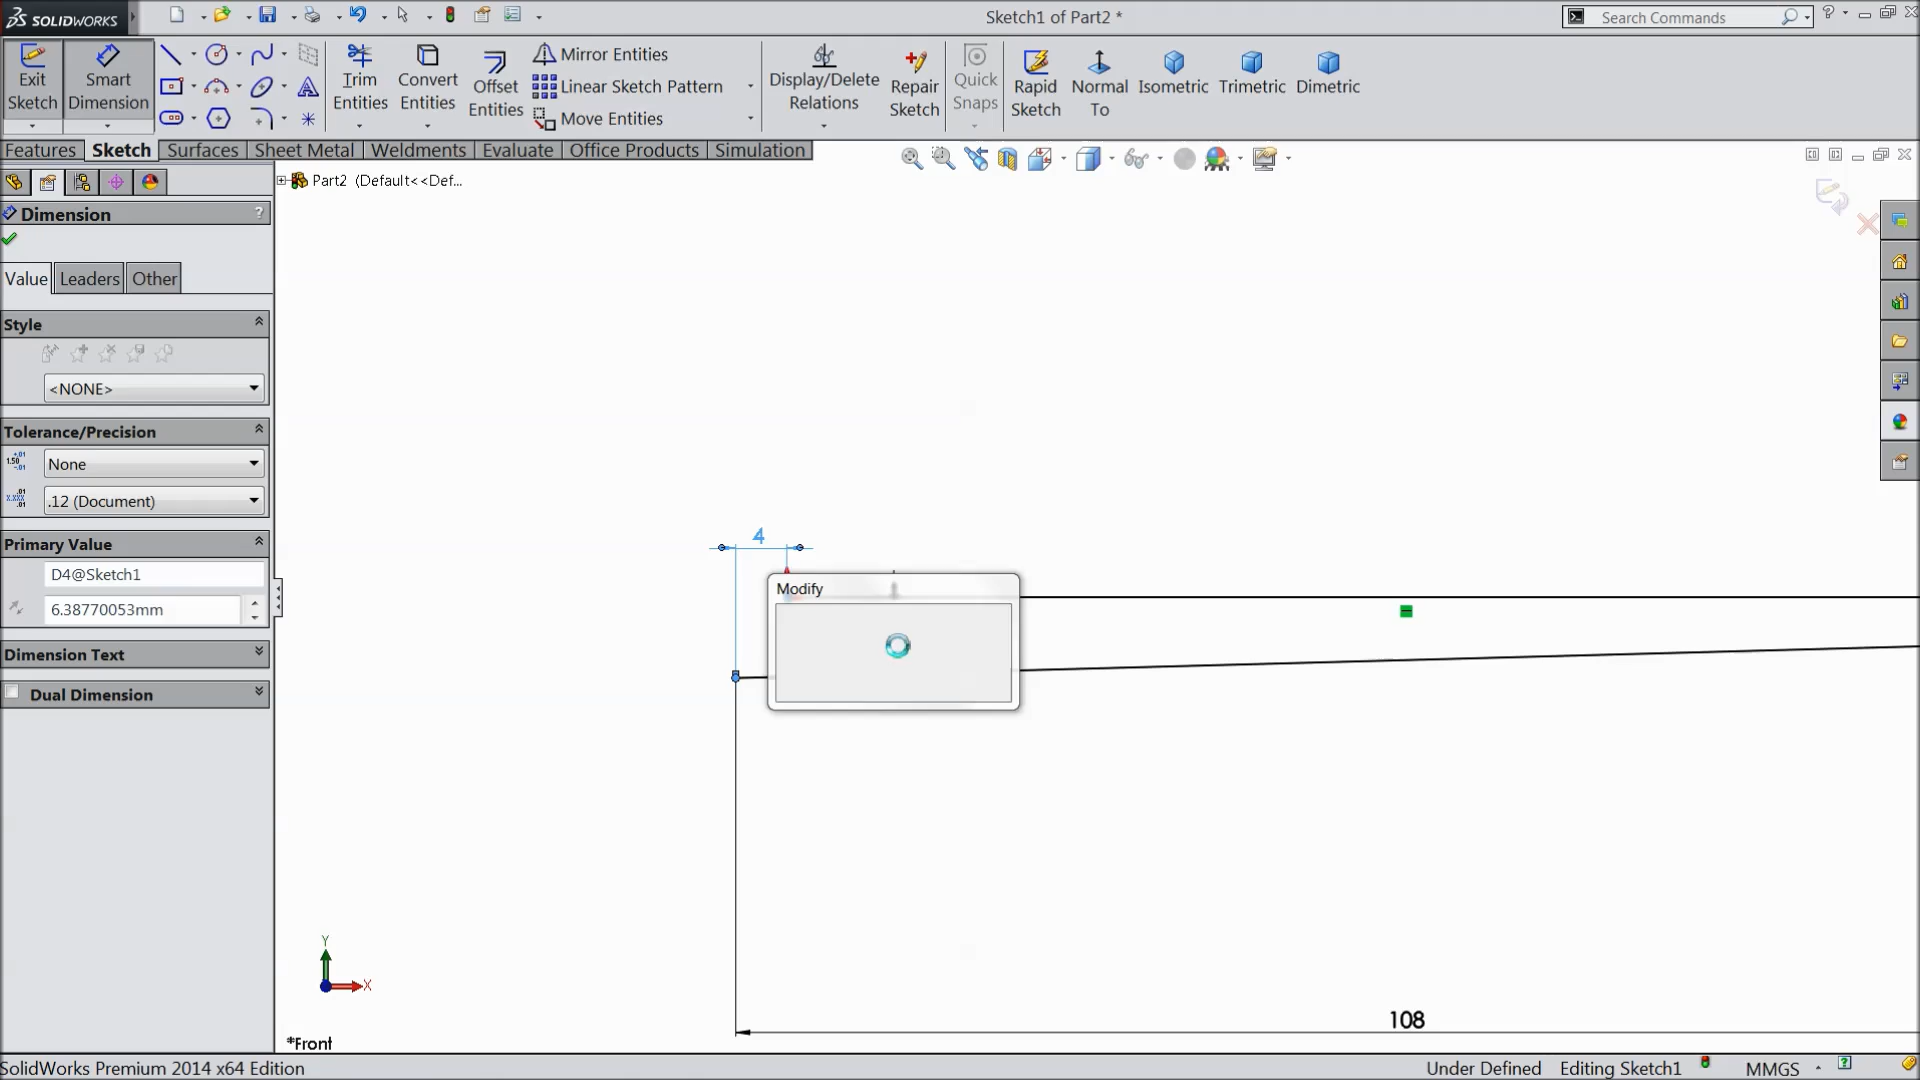 SOLIDWORKS
Sketch1 of Part2 *
Search Commands
Exit
Sketch
Smart
Dimension
Trim
Entities
Convert
Entities
Offset
Entities
Mirror Entities
Linear Sketch Pattern
Move Entities
Display/Delete
Relations
Repair
Sketch
Quick
Snaps
Rapid
Sketch
Normal
To
Isometric
Trimetric
Dimetric
Features
Sketch
Surfaces
Sheet Metal
Weldments
Evaluate
Office Products
Simulation
Part2 (Default<<Def...
Dimension
?
Value
Leaders
Other
Style
<NONE>
Tolerance/Precision
None
.12 (Document)
Primary Value
D4@Sketch1
6.38770053mm
Dimension Text
Dual Dimension
4
Modify
108
Y
X
*Front
SolidWorks Premium 2014 x64 Edition
Under Defined
Editing Sketch1
MMGS